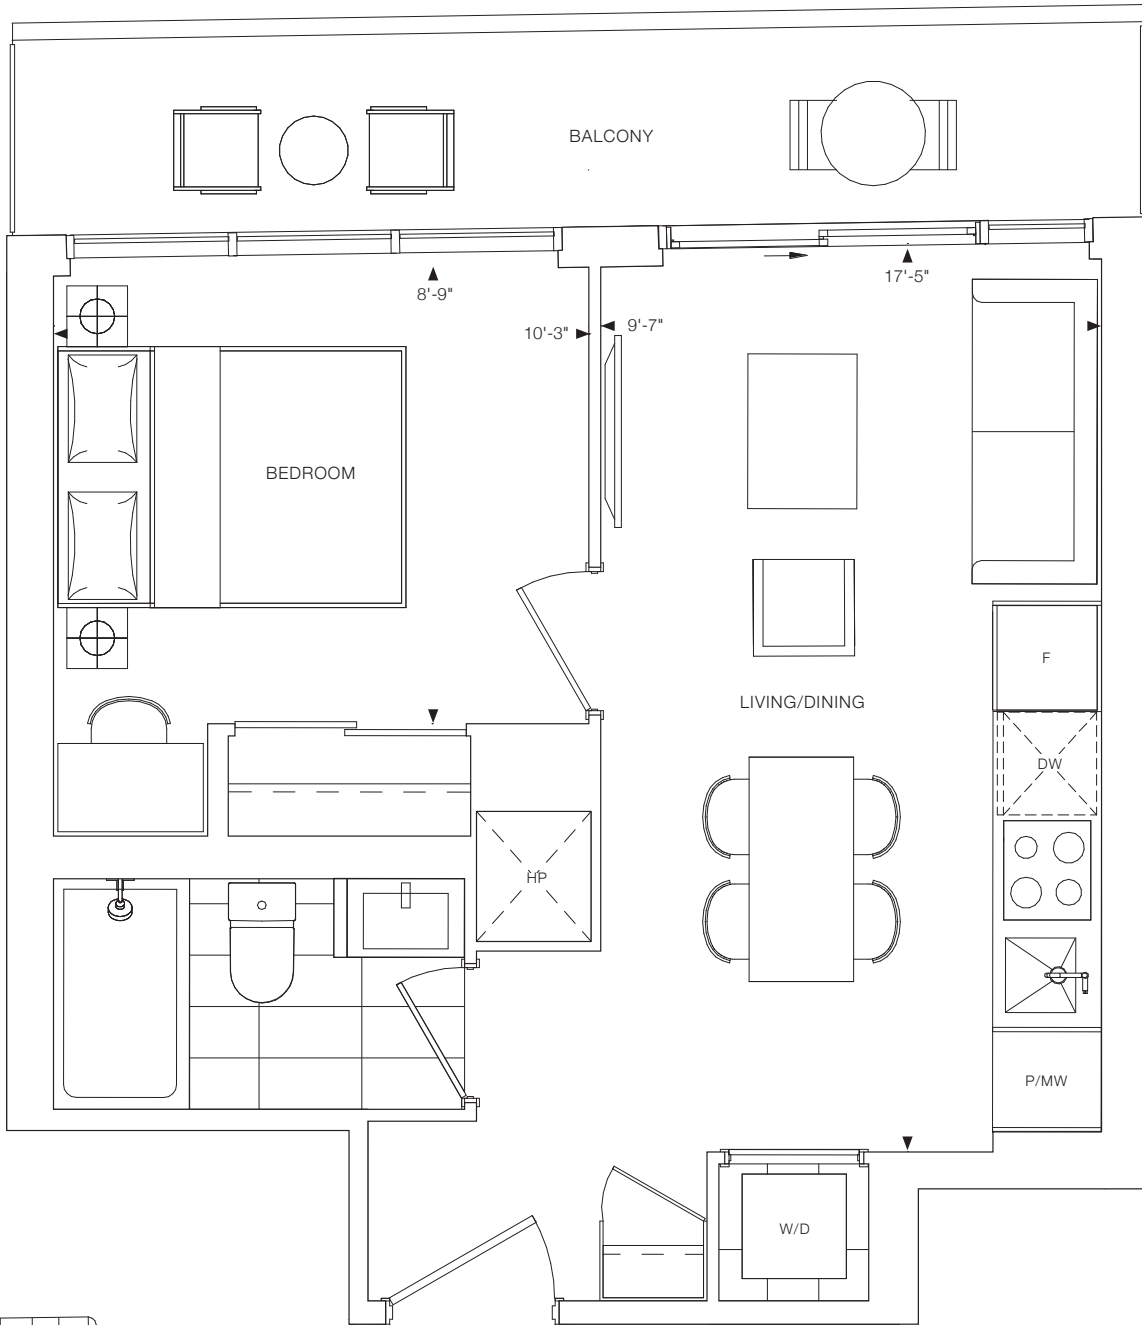 BALCONY
17'-5"
8'-9"
10'-3"
9'-7"
BEDROOM
F
LIVING/DINING
DW
HP
P/MW
W/D